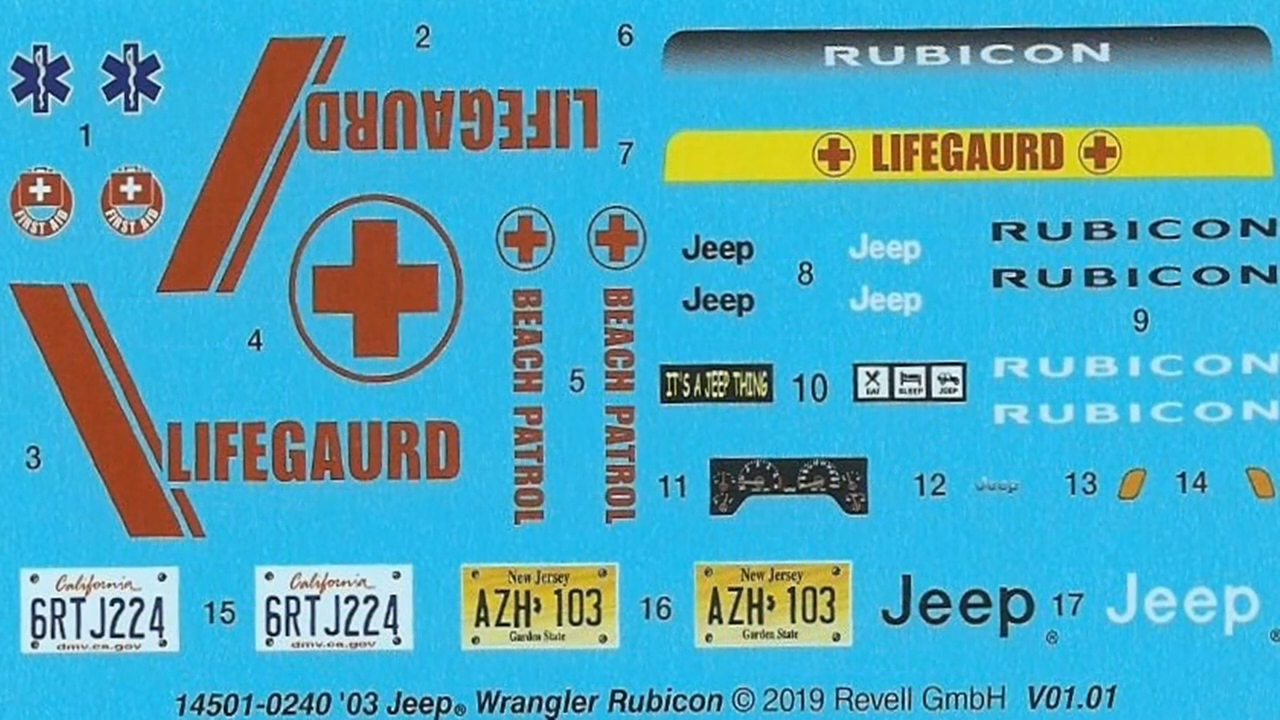 2
6
RUBICON
1
LIFEGAURD
7
LIFEGAURD
FIRST AID
FIRST AID
RUBICON
Jeep
8
Jeep
RUBICON
Jeep
Jeep
9
4
BEACH PATROL
5
BEACH PATROL
IT'S A JEEP THING
10
EAT
SLEEP
JEEP
RUBICON
RUBICON
3
LIFEGAURD
11
12
Jeep
13
14
California
6RTJ224
dmv.ca.gov
15
California
6RTJ224
dmv.ca.gov
New Jersey
AZH 103
Garden State
16
New Jersey
AZH 103
Garden State
Jeep
®
17
Jeep
®
14501-0240 '03 Jeep® Wrangler Rubicon © 2019 Revell GmbH V01.01